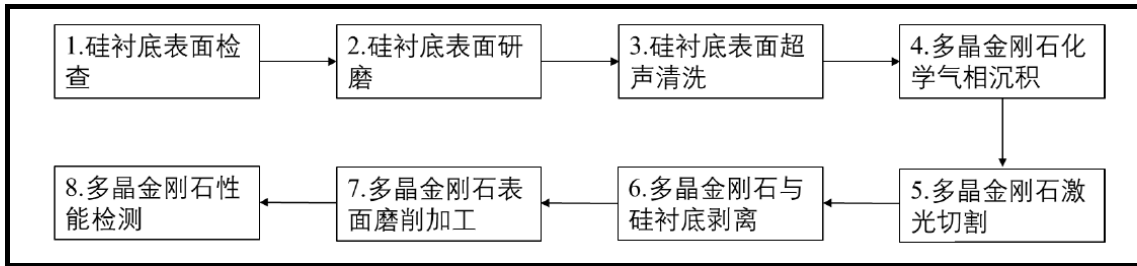 1.硅衬底表面检
查
2.硅衬底表面研
磨
3.硅衬底表面超
声清洗
4.多晶金刚石化
学气相沉积
5.多晶金刚石激
光切割
6.多晶金刚石与
硅衬底剥离
7.多晶金刚石表
面磨削加工
8.多晶金刚石性
能检测